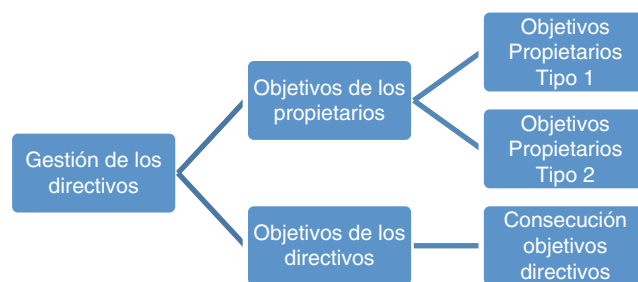 Gestión de los
directivos
Objetivos de los
propietarios
Objetivos
Propietarios
Tipo 1
Objetivos
Propietarios
Tipo 2
Objetivos de los
directivos
Consecución
objetivos
directivos